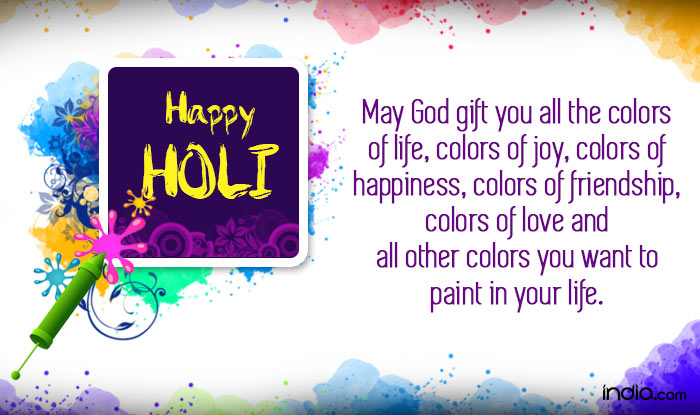 Happy
HOLI
May God gift you all the colors
of life, colors of joy, colors of
happiness, colors of friendship,
colors of love and
all other colors you want to
paint in your life.
india.com